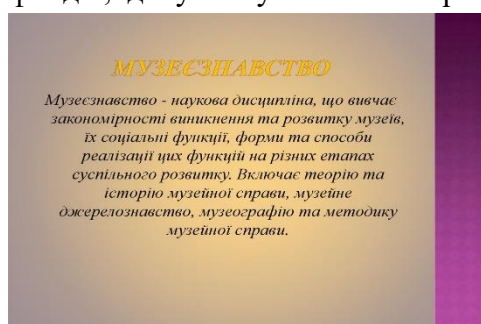 МУЗЕЄЗНАВСТВО
Музеєзнавство - наукова дисципліна, що вивчає
закономірності виникнення та розвитку музеїв,
їх соціальні функції, форми та способи
реалізації цих функцій на різних етапах
суспільного розвитку. Включає теорію та
історію музейної справи, музейне
джерелознавство, музеографію та методику
музейної справи.